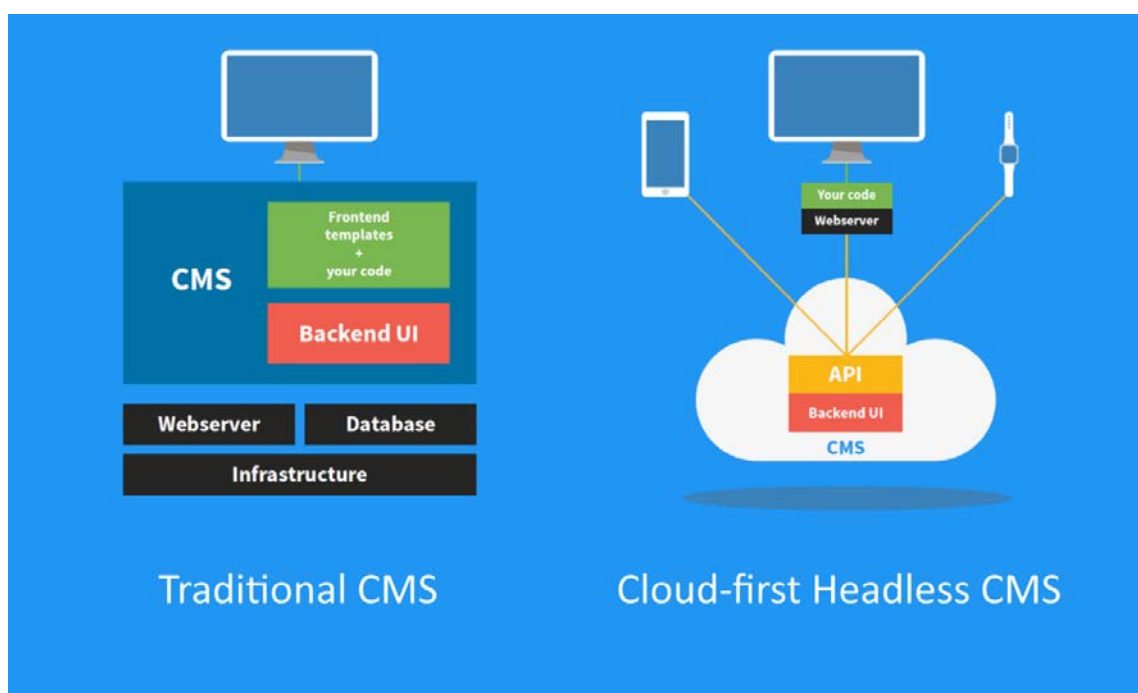 Frontend
templates
+
your code
CMS
Backend UI
Webserver
Database
Infrastructure
Traditional CMS
Your code
Webserver
API
Backend UI
CMS
Cloud-first Headless CMS